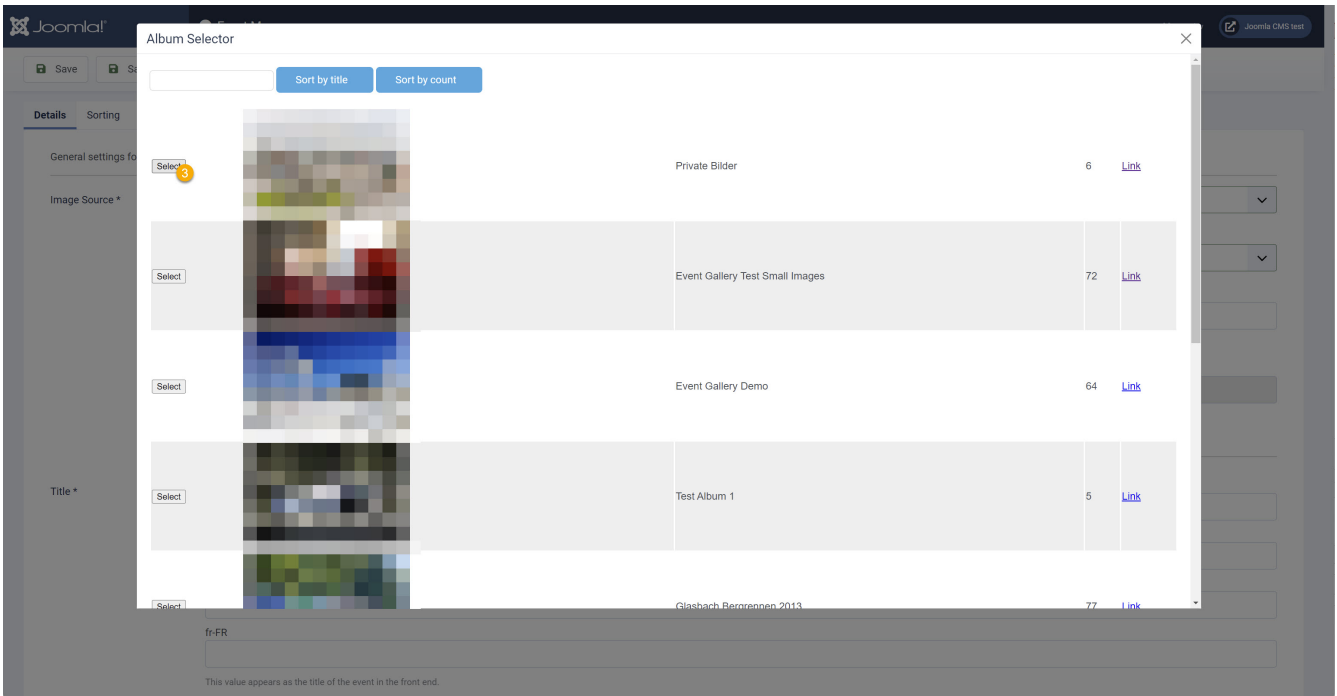 Joomla!
Joomla CMS test
Album Selector
Save
Details Sorting
Sort by title Sort by count
General settings fo
Image Source *
Select 3 Private Bilder 6 Link
Select Event Gallery Test Small Images 72 Link
Select Event Gallery Demo 64 Link
Title *
Select Test Album 1 5 Link
Select Glasbach Bergrennen 2013 77 Link
fr-FR
This value appears as the title of the event in the front end.